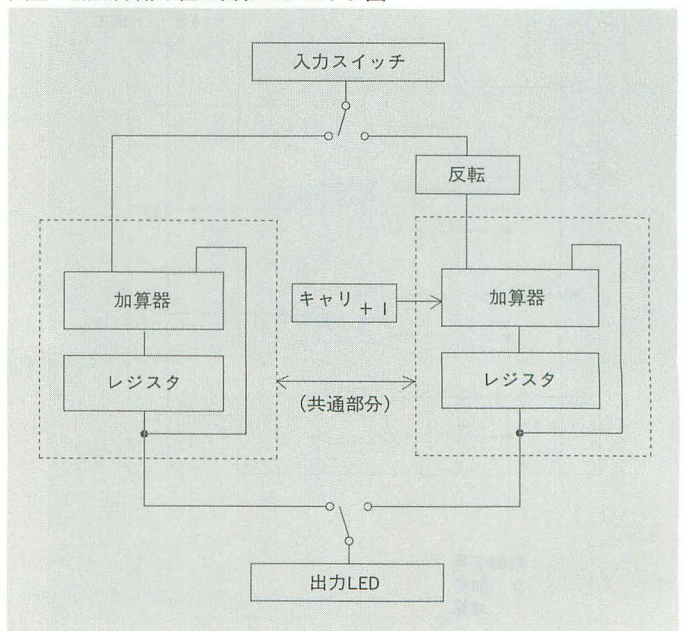 入力スイッチ
反転
加算器
キャリ +1
加算器
レジスタ
レジスタ
(共通部分)
出力LED